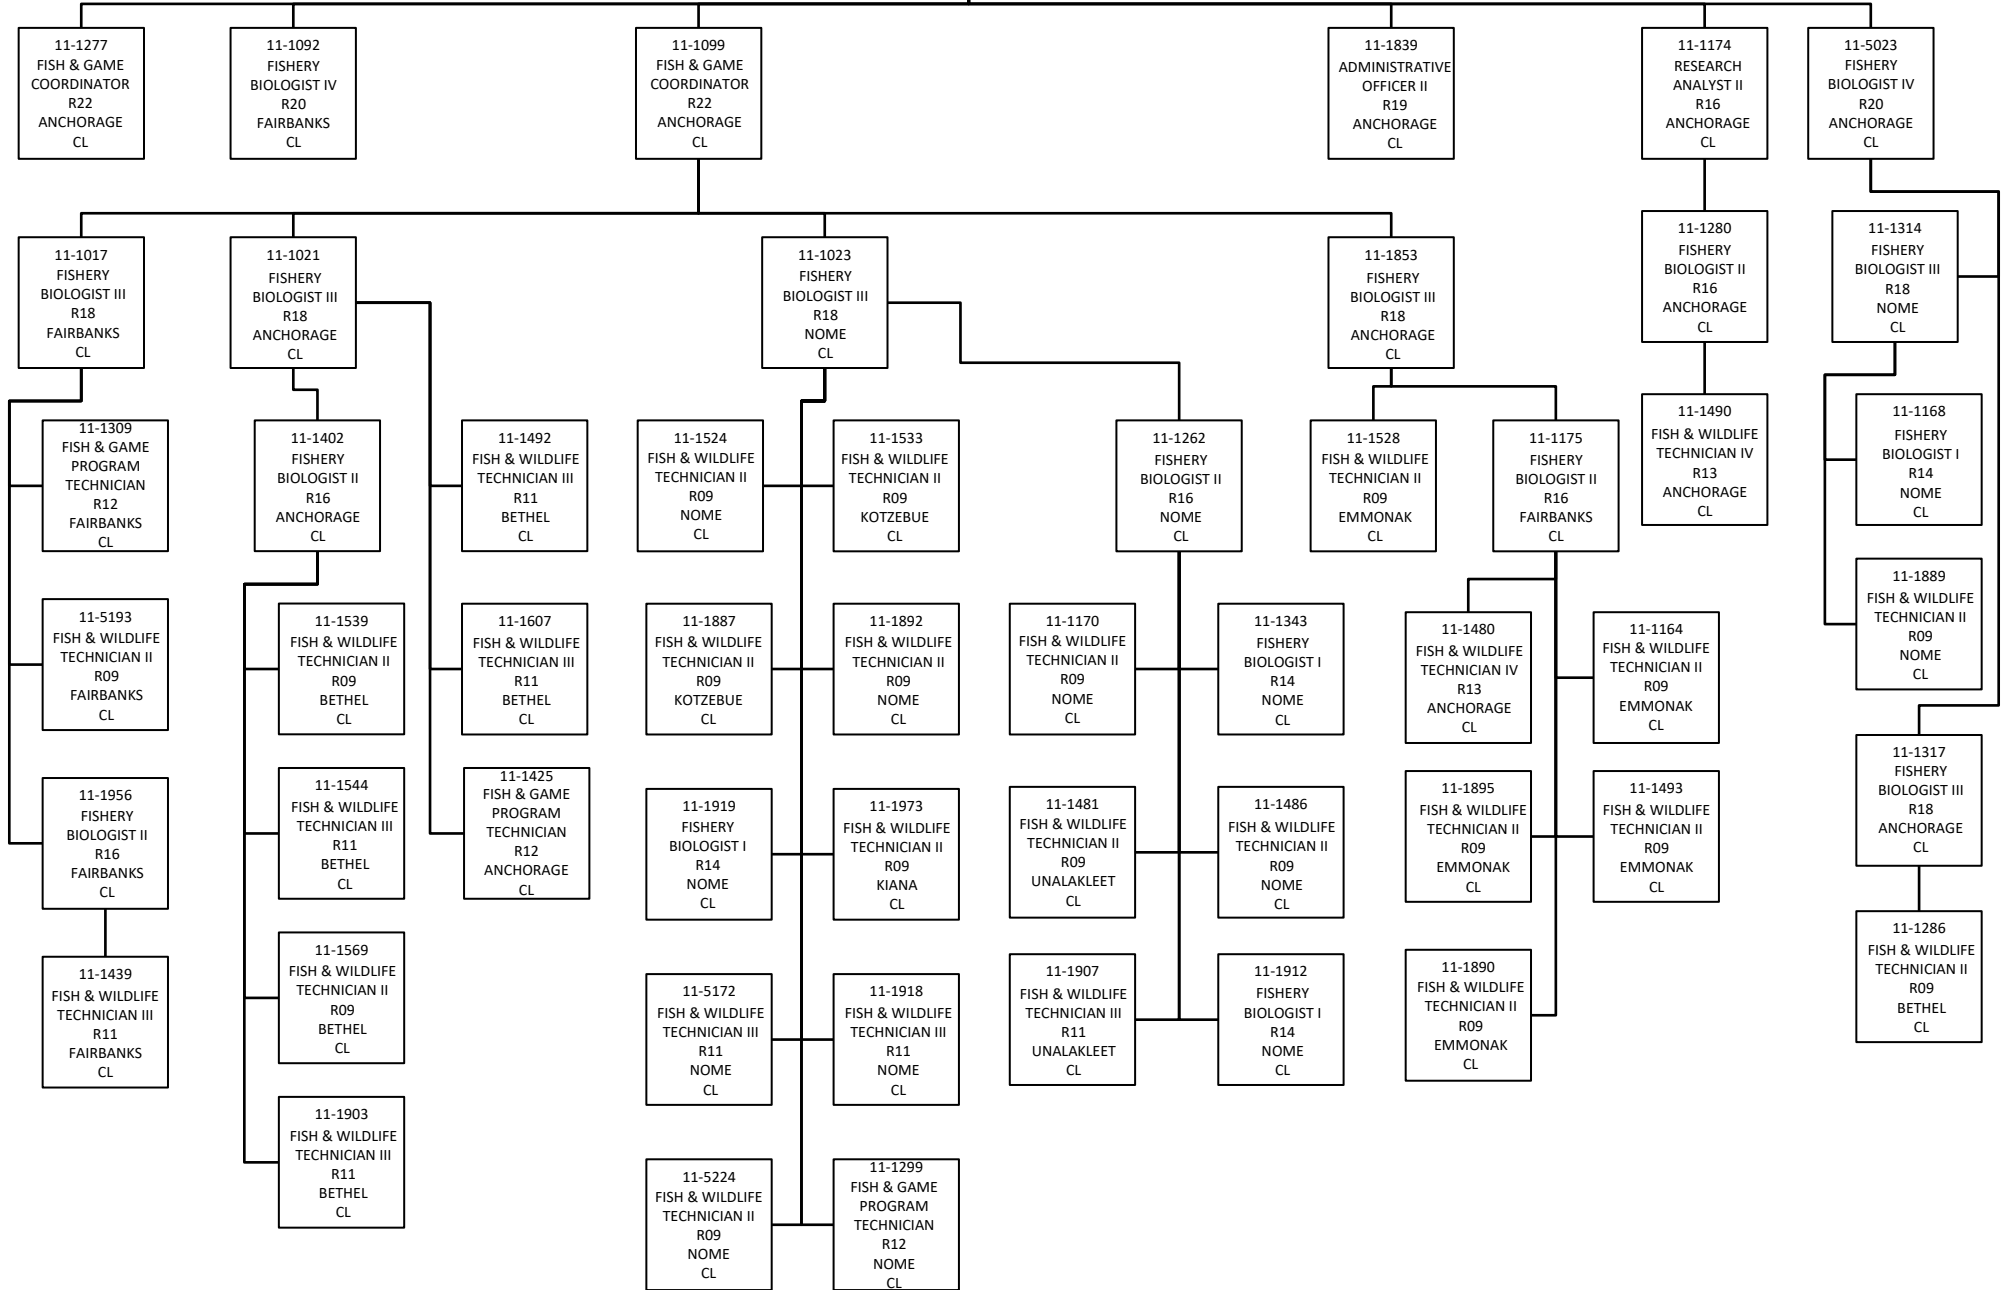 11-1277
FISH & GAME
COORDINATOR
R22
ANCHORAGE
CL
11-1092
FISHERY
BIOLOGIST IV
R20
FAIRBANKS
CL
11-1099
FISH & GAME
COORDINATOR
R22
ANCHORAGE
CL
11-1839
ADMINISTRATIVE
OFFICER II
R19
ANCHORAGE
CL
11-1174
RESEARCH
ANALYST II
R16
ANCHORAGE
CL
11-5023
FISHERY
BIOLOGIST IV
R20
ANCHORAGE
CL
11-1017
FISHERY
BIOLOGIST III
R18
FAIRBANKS
CL
11-1021
FISHERY
BIOLOGIST III
R18
ANCHORAGE
CL
11-1023
FISHERY
BIOLOGIST III
R18
NOME
CL
11-1853
FISHERY
BIOLOGIST III
R18
ANCHORAGE
CL
11-1280
FISHERY
BIOLOGIST II
R16
ANCHORAGE
CL
11-1314
FISHERY
BIOLOGIST III
R18
NOME
CL
11-1309
FISH & GAME
PROGRAM
TECHNICIAN
R12
FAIRBANKS
CL
11-1402
FISHERY
BIOLOGIST II
R16
ANCHORAGE
CL
11-1492
FISH & WILDLIFE
TECHNICIAN III
R11
BETHEL
CL
11-1524
FISH & WILDLIFE
TECHNICIAN II
R09
NOME
CL
11-1533
FISH & WILDLIFE
TECHNICIAN II
R09
KOTZEBUE
CL
11-1262
FISHERY
BIOLOGIST II
R16
NOME
CL
11-1528
FISH & WILDLIFE
TECHNICIAN II
R09
EMMONAK
CL
11-1175
FISHERY
BIOLOGIST II
R16
FAIRBANKS
CL
11-1490
FISH & WILDLIFE
TECHNICIAN IV
R13
ANCHORAGE
CL
11-1168
FISHERY
BIOLOGIST I
R14
NOME
CL
11-5193
FISH & WILDLIFE
TECHNICIAN II
R09
FAIRBANKS
CL
11-1539
FISH & WILDLIFE
TECHNICIAN II
R09
BETHEL
CL
11-1607
FISH & WILDLIFE
TECHNICIAN III
R11
BETHEL
CL
11-1887
FISH & WILDLIFE
TECHNICIAN II
R09
KOTZEBUE
CL
11-1892
FISH & WILDLIFE
TECHNICIAN II
R09
NOME
CL
11-1170
FISH & WILDLIFE
TECHNICIAN II
R09
NOME
CL
11-1343
FISHERY
BIOLOGIST I
R14
NOME
CL
11-1480
FISH & WILDLIFE
TECHNICIAN IV
R13
ANCHORAGE
CL
11-1164
FISH & WILDLIFE
TECHNICIAN II
R09
EMMONAK
CL
11-1889
FISH & WILDLIFE
TECHNICIAN II
R09
NOME
CL
11-1956
FISHERY
BIOLOGIST II
R16
FAIRBANKS
CL
11-1544
FISH & WILDLIFE
TECHNICIAN III
R11
BETHEL
CL
11-1425
FISH & GAME
PROGRAM
TECHNICIAN
R12
ANCHORAGE
CL
11-1919
FISHERY
BIOLOGIST I
R14
NOME
CL
11-1973
FISH & WILDLIFE
TECHNICIAN II
R09
KIANA
CL
11-1481
FISH & WILDLIFE
TECHNICIAN II
R09
UNALAKLEET
CL
11-1486
FISH & WILDLIFE
TECHNICIAN II
R09
NOME
CL
11-1895
FISH & WILDLIFE
TECHNICIAN II
R09
EMMONAK
CL
11-1493
FISH & WILDLIFE
TECHNICIAN II
R09
EMMONAK
CL
11-1317
FISHERY
BIOLOGIST III
R18
ANCHORAGE
CL
11-1439
FISH & WILDLIFE
TECHNICIAN III
R11
FAIRBANKS
CL
11-1569
FISH & WILDLIFE
TECHNICIAN II
R09
BETHEL
CL
11-5172
FISH & WILDLIFE
TECHNICIAN III
R11
NOME
CL
11-1918
FISH & WILDLIFE
TECHNICIAN III
R11
NOME
CL
11-1907
FISH & WILDLIFE
TECHNICIAN III
R11
UNALAKLEET
CL
11-1912
FISHERY
BIOLOGIST I
R14
NOME
CL
11-1890
FISH & WILDLIFE
TECHNICIAN II
R09
EMMONAK
CL
11-1286
FISH & WILDLIFE
TECHNICIAN II
R09
BETHEL
CL
11-1903
FISH & WILDLIFE
TECHNICIAN III
R11
BETHEL
CL
11-5224
FISH & WILDLIFE
TECHNICIAN II
R09
NOME
CL
11-1299
FISH & GAME
PROGRAM
TECHNICIAN
R12
NOME
CL